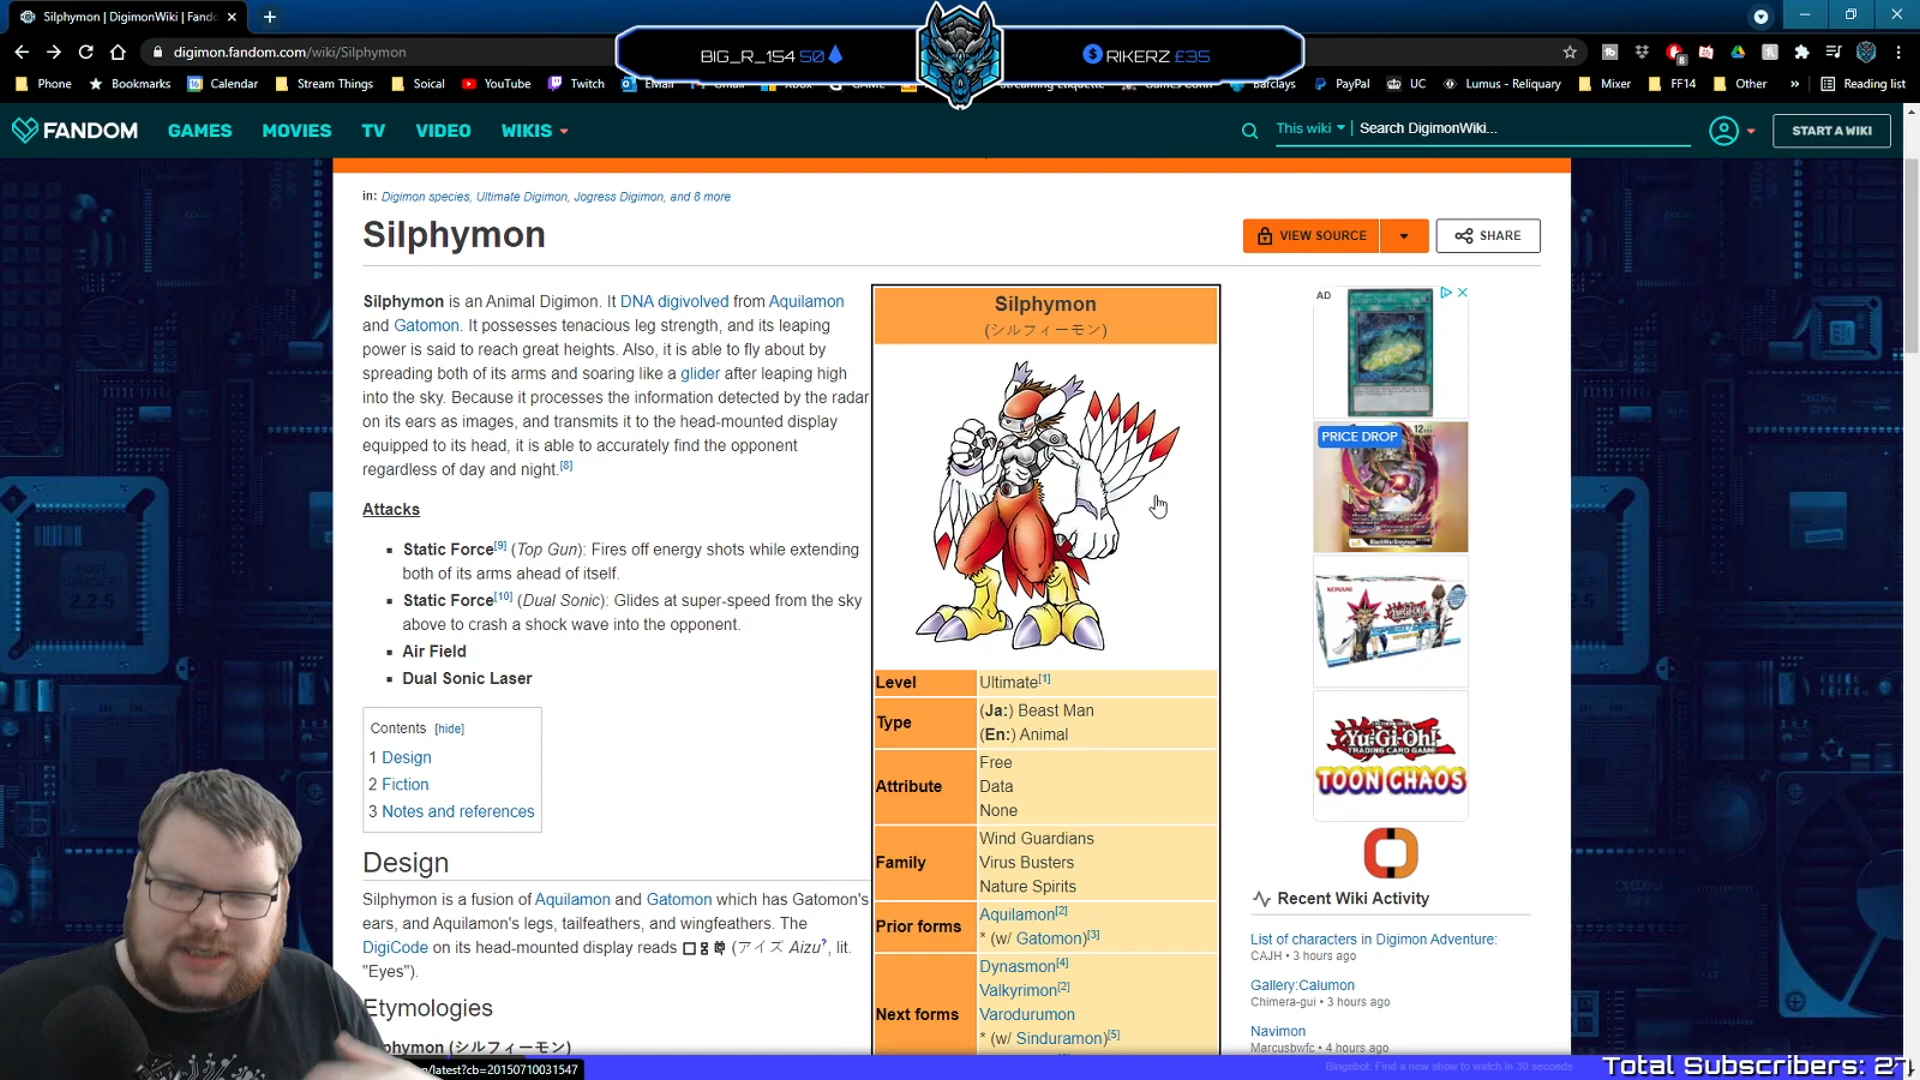 Silphymon | DigimonWiki | Fando
digimon.fandom.com/wiki/Silphymon
BIG_R_154 50
RIKERZ £35
Phone
Bookmarks
Calendar
Stream Things
Soical
YouTube
Twitch
EMail
Streaming Etiquette
Barclays
PayPal
UC
Lumus - Reliquary
Mixer
FF14
Other
»
Reading list
FANDOM
GAMES
MOVIES
TV
VIDEO
WIKIS
This wiki
Search DigimonWiki...
START A WIKI
in: Digimon species, Ultimate Digimon, Jogress Digimon, and 8 more
Silphymon
VIEW SOURCE
SHARE
Silphymon is an Animal Digimon. It DNA digivolved from Aquilamon
and Gatomon. It possesses tenacious leg strength, and its leaping
power is said to reach great heights. Also, it is able to fly about by
spreading both of its arms and soaring like a glider after leaping high
into the sky. Because it processes the information detected by the radar
on its ears as images, and transmits it to the head-mounted display
equipped to its head, it is able to accurately find the opponent
regardless of day and night.[8]
Attacks
▪ Static Force[9] (Top Gun): Fires off energy shots while extending
both of its arms ahead of itself.
▪ Static Force[10] (Dual Sonic): Glides at super-speed from the sky
above to crash a shock wave into the opponent.
▪ Air Field
▪ Dual Sonic Laser
Contents [hide]
1 Design
2 Fiction
3 Notes and references
Design
Silphymon is a fusion of Aquilamon and Gatomon which has Gatomon's
ears, and Aquilamon's legs, tailfeathers, and wingfeathers. The
DigiCode on its head-mounted display reads (アイズ Aizu?, lit.
"Eyes").
Etymologies
phymon (シルフィーモン)
n/latest?cb=20150710031547
Silphymon
(シルフィーモン)
Level
Ultimate[1]
Type
(Ja:) Beast Man
(En:) Animal
Attribute
Free
Data
None
Family
Wind Guardians
Virus Busters
Nature Spirits
Prior forms
Aquilamon[2]
* (w/ Gatomon)[3]
Next forms
Dynasmon[4]
Valkyrimon[2]
Varodurumon
* (w/ Sinduramon)[5]
AD
PRICE DROP
12
BlackWarGreymon
KONAMI
SPEED DUEL
Yu-Gi-Oh!
TRADING CARD GAME
TOON CHAOS
Recent Wiki Activity
List of characters in Digimon Adventure:
CAJH • 3 hours ago
Gallery:Calumon
Chimera-gui • 3 hours ago
Navimon
Marcusbwfc • 4 hours ago
Bingebot. Find a new show to watch in 30 seconds
Total Subscribers: 27